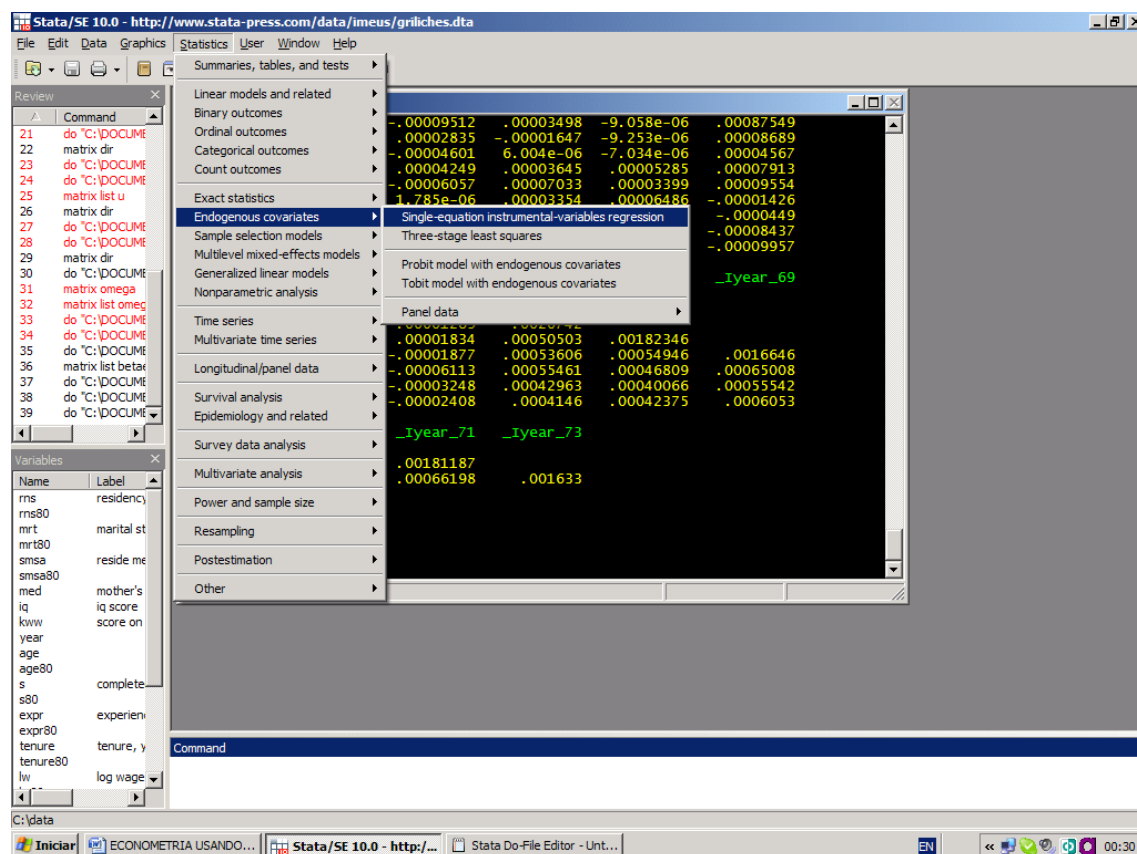 Stata/SE 10.0 - http://www.stata-press.com/data/imeus/griliches.dta
File Edit Data Graphics Statistics User Window Help
Review
Command
21 do "C:\DOCUME
22 matrix dir
23 do "C:\DOCUME
24 do "C:\DOCUME
25 matrix list u
26 matrix dir
27 do "C:\DOCUME
28 do "C:\DOCUME
29 matrix dir
30 do "C:\DOCUME
31 matrix omega
32 matrix list omeg
33 do "C:\DOCUME
34 do "C:\DOCUME
35 do "C:\DOCUME
36 matrix list betae
37 do "C:\DOCUME
38 do "C:\DOCUME
39 do "C:\DOCUME
Variables
Name Label
rns residency
rns80
mrt marital st
mrt80
smsa reside me
smsa80
med mother's
iq iq score
kww score on
year
age
age80
s complete
s80
expr experien
expr80
tenure tenure, y
tenure80
lw log wage
Summaries, tables, and tests
Linear models and related
Binary outcomes
Ordinal outcomes
Categorical outcomes
Count outcomes
Exact statistics
Endogenous covariates
Sample selection models
Multilevel mixed-effects models
Generalized linear models
Nonparametric analysis
Time series
Multivariate time series
Longitudinal/panel data
Survival analysis
Epidemiology and related
Survey data analysis
Multivariate analysis
Power and sample size
Resampling
Postestimation
Other
Single-equation instrumental-variables regression
Three-stage least squares
Probit model with endogenous covariates
Tobit model with endogenous covariates
Panel data
-.00009512 .00003498 -9.058e-06 .00087549
.00002835 -.00001647 -9.253e-06 .00008689
-.00004601 6.004e-06 -7.034e-06 .00004567
.00004249 .00003645 .00005285 .00007913
-.00006057 .00007033 .00003399 .00009554
1.785e-06 .00003354 .00006486 -.00001426
-.0000449
-.00008437
-.00009957
_Iyear_69
.00001834 .00050503 .00182346
-.00001877 .00053606 .00054946 .0016646
-.00006113 .00055461 .00046809 .00065008
-.00003248 .00042963 .00040066 .00055542
-.00002408 .0004146 .00042375 .0006053
_Iyear_71 _Iyear_73
.00181187
.00066198 .001633
Command
C:\data
Iniciar ECONOMETRIA USANDO... Stata/SE 10.0 - http:/... Stata Do-File Editor - Unt... EN 00:30